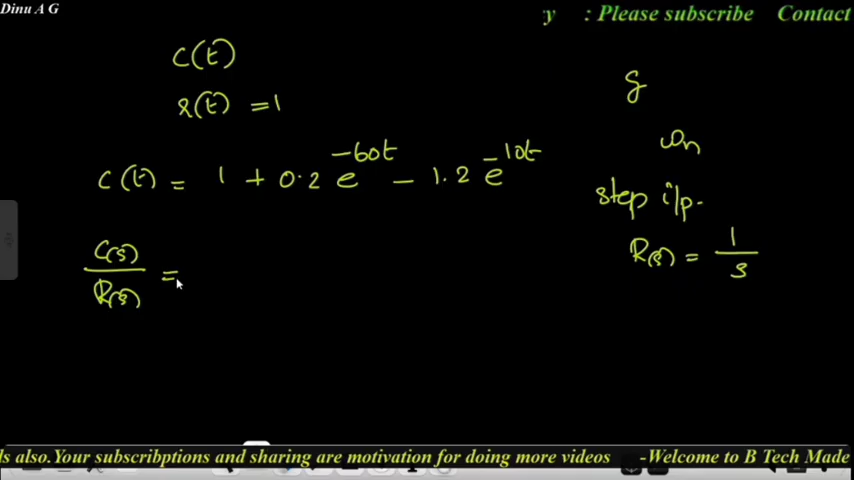 Dinu A G
y : Please subscribe Contact
C(t)
r(t) = 1
C(t) = 1 + 0.2 e^-60t - 1.2 e^-10t
C(s)/R(s) =
ξ
ωn
step i/p.
R(s) = 1/s
ls also.Your subscribptions and sharing are motivation for doing more videos -Welcome to B Tech Made